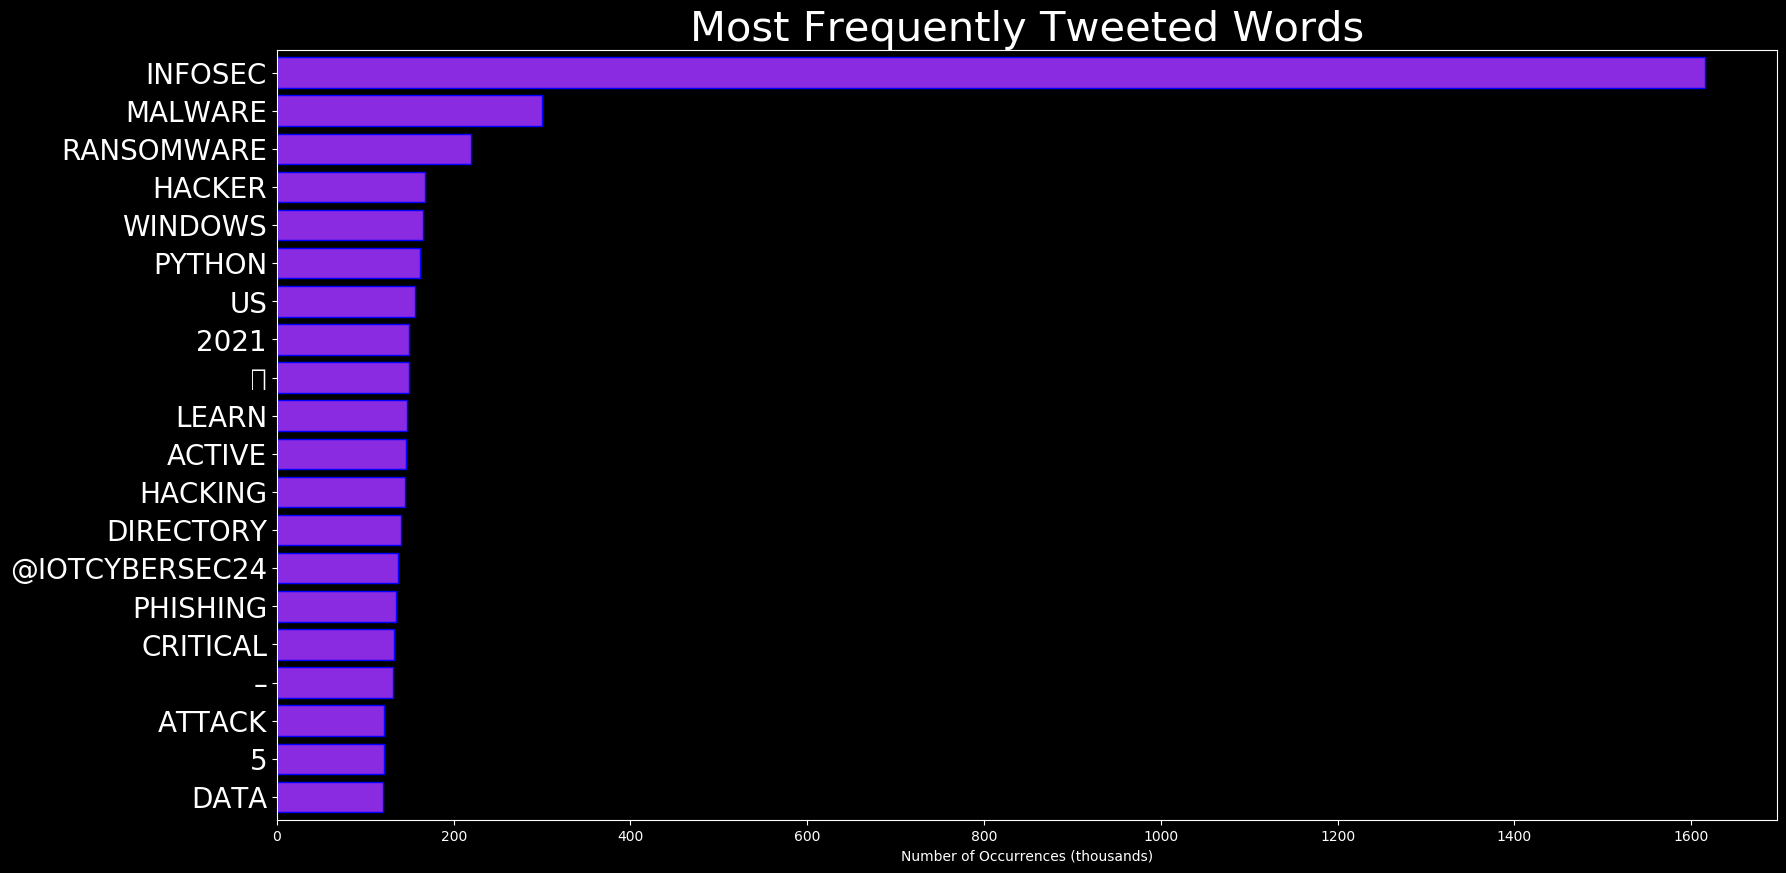 Most Frequently Tweeted Words
INFOSEC
MALWARE
RANSOMWARE
HACKER
WINDOWS
PYTHON
US
2021
LEARN
ACTIVE
HACKING
DIRECTORY
@IOTCYBERSEC24
PHISHING
CRITICAL
–
ATTACK
5
DATA
0 200 400 600 800 1000 1200 1400 1600
Number of Occurrences (thousands)